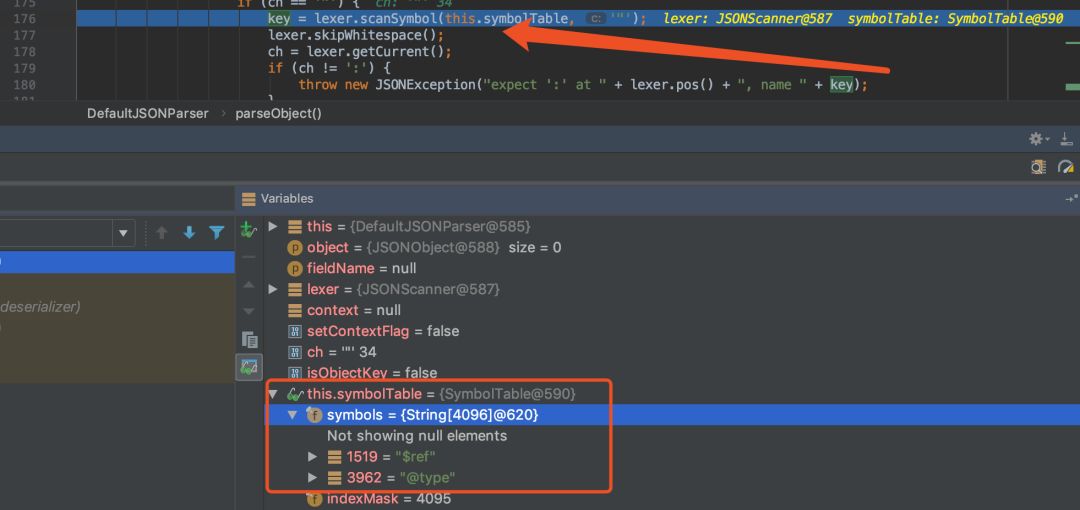 175 if (ch == '"') { ch: '"' 34
176 key = lexer.scanSymbol(this.symbolTable, c: '"'); lexer: JSONScanner@587 symbolTable: SymbolTable@590
177 lexer.skipWhitespace();
178 ch = lexer.getCurrent();
179 if (ch != ':') {
180 throw new JSONException("expect ':' at " + lexer.pos() + ", name " + key);
181 }
DefaultJSONParser › parseObject()
Variables
this = {DefaultJSONParser@585}
object = {JSONObject@588} size = 0
fieldName = null
lexer = {JSONScanner@587}
deserializer)
context = null
setContextFlag = false
ch = '"' 34
isObjectKey = false
this.symbolTable = {SymbolTable@590}
symbols = {String[4096]@620}
Not showing null elements
1519 = "$ref"
3962 = "@type"
indexMask = 4095